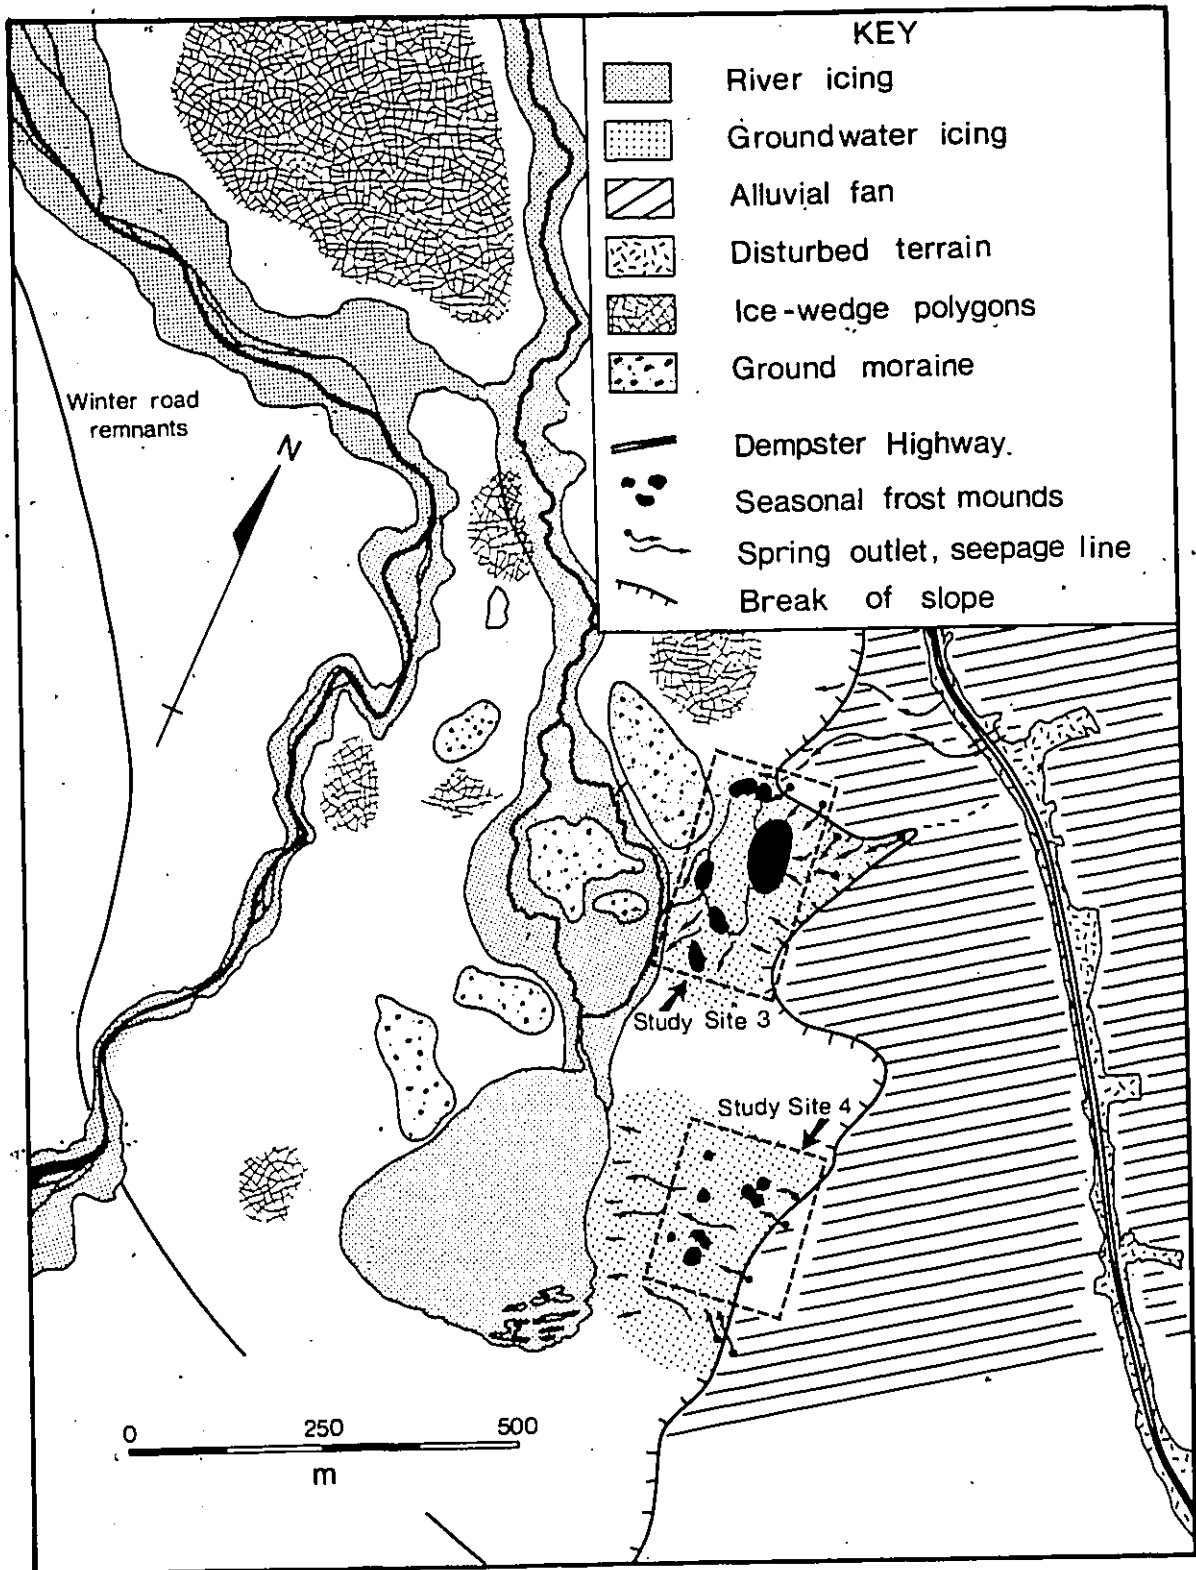 KEY
River icing
Groundwater icing
Alluvial fan
Disturbed terrain
Ice-wedge polygons
Ground moraine
Dempster Highway.
Seasonal frost mounds
Spring outlet, seepage line
Break of slope
Winter road
remnants
N
Study Site 3
Study Site 4
0 250 500
m